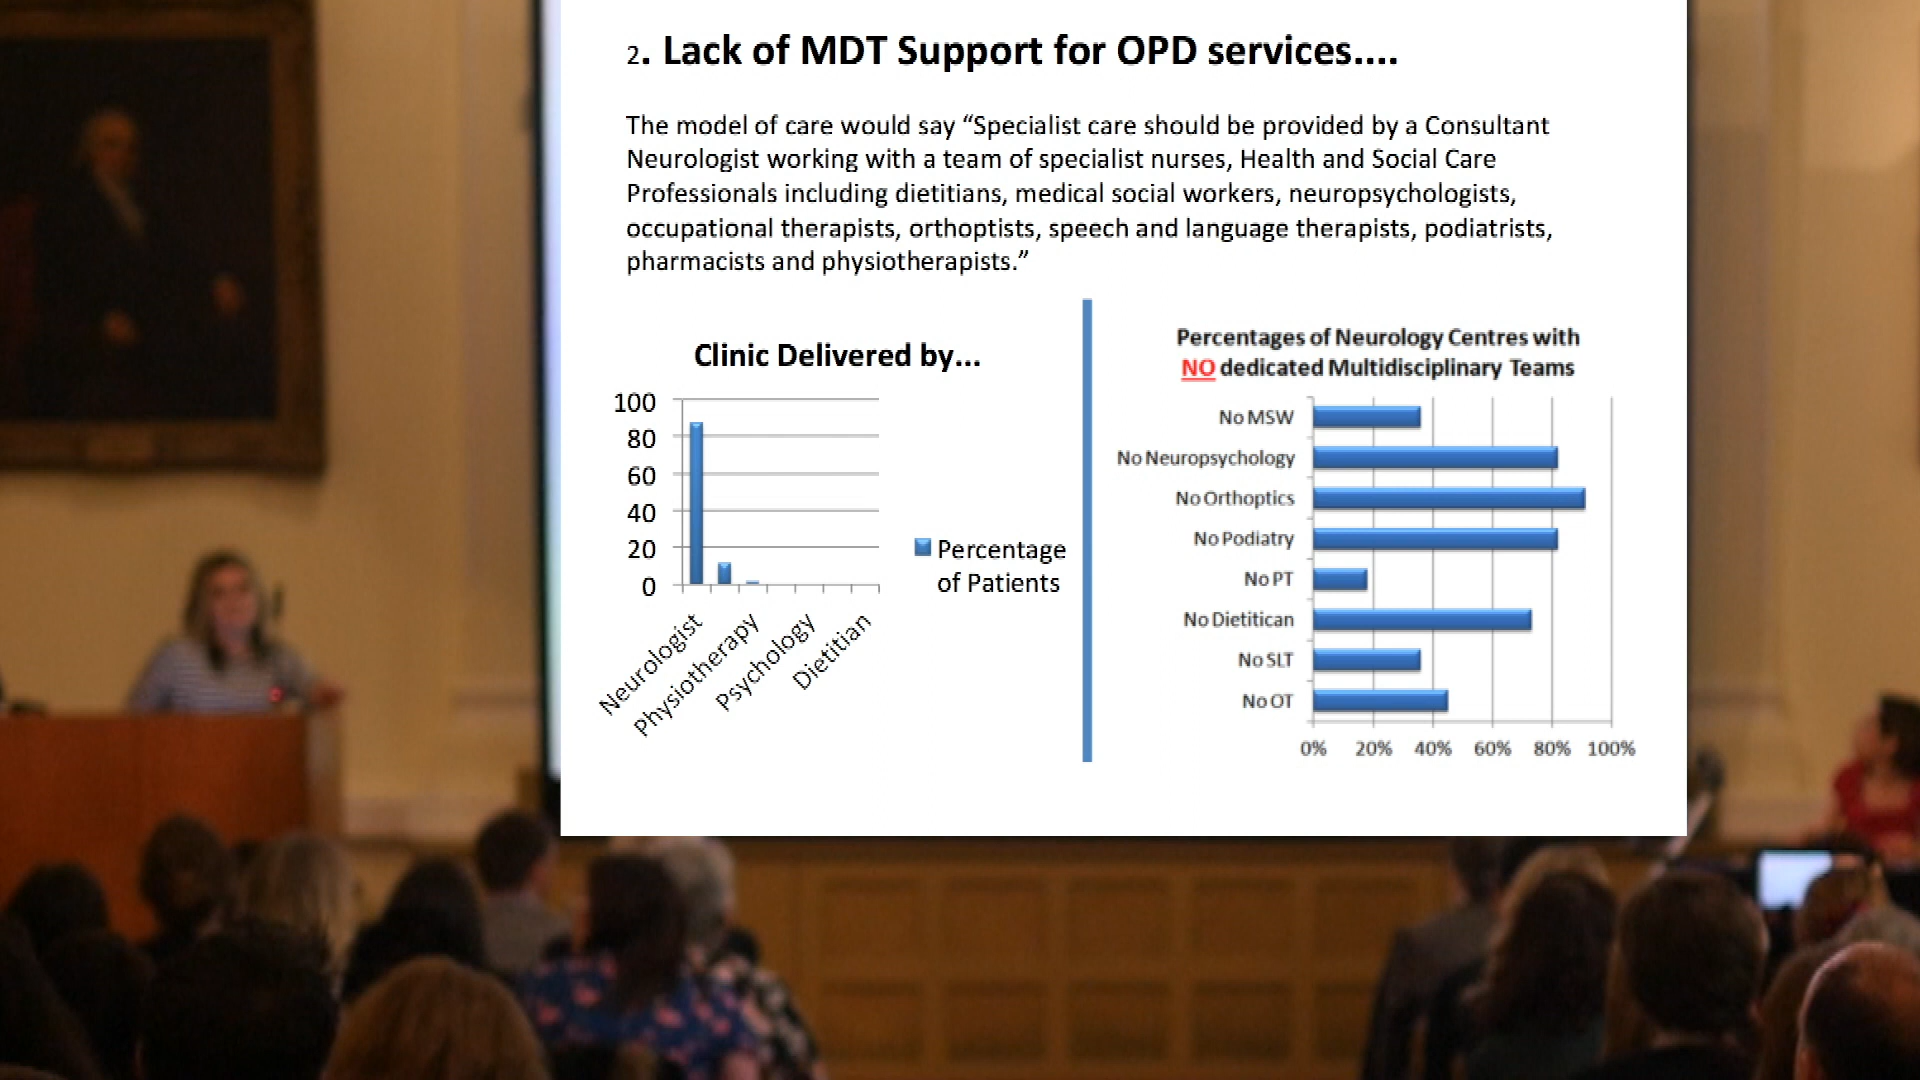 2. Lack of MDT Support for OPD services....
The model of care would say “Specialist care should be provided by a Consultant
Neurologist working with a team of specialist nurses, Health and Social Care
Professionals including dietitians, medical social workers, neuropsychologists,
occupational therapists, orthoptists, speech and language therapists, podiatrists,
pharmacists and physiotherapists.”
Clinic Delivered by...
100
80
60
40
20
0
Neurologist
Physiotherapy
Psychology
Dietitian
Percentage
of Patients
Percentages of Neurology Centres with
NO dedicated Multidisciplinary Teams
No MSW
No Neuropsychology
No Orthoptics
No Podiatry
No PT
No Dietitican
No SLT
No OT
0% 20% 40% 60% 80% 100%